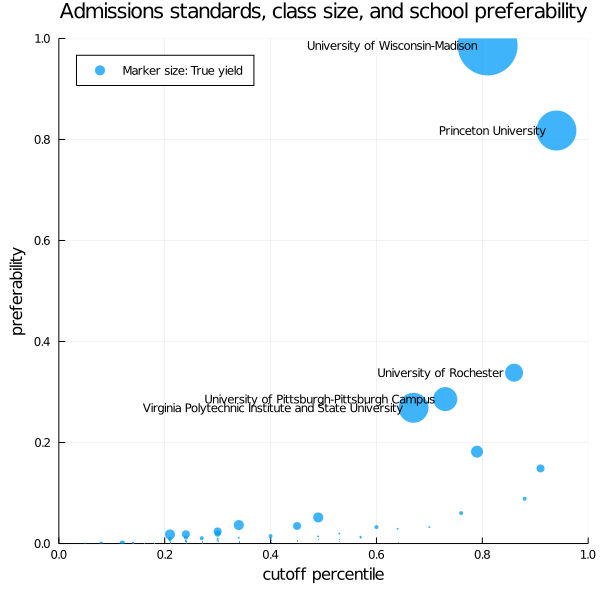 Admissions standards, class size, and school preferability
1.0
University of Wisconsin-Madison
Marker size: True yield
0.8
Princeton University
0.6
preferability
0.4
University of Rochester
University of Pittsburgh-Pittsburgh Campus
Virginia Polytechnic Institute and State University
0.2
0.0
0.0 0.2 0.4 0.6 0.8 1.0
cutoff percentile